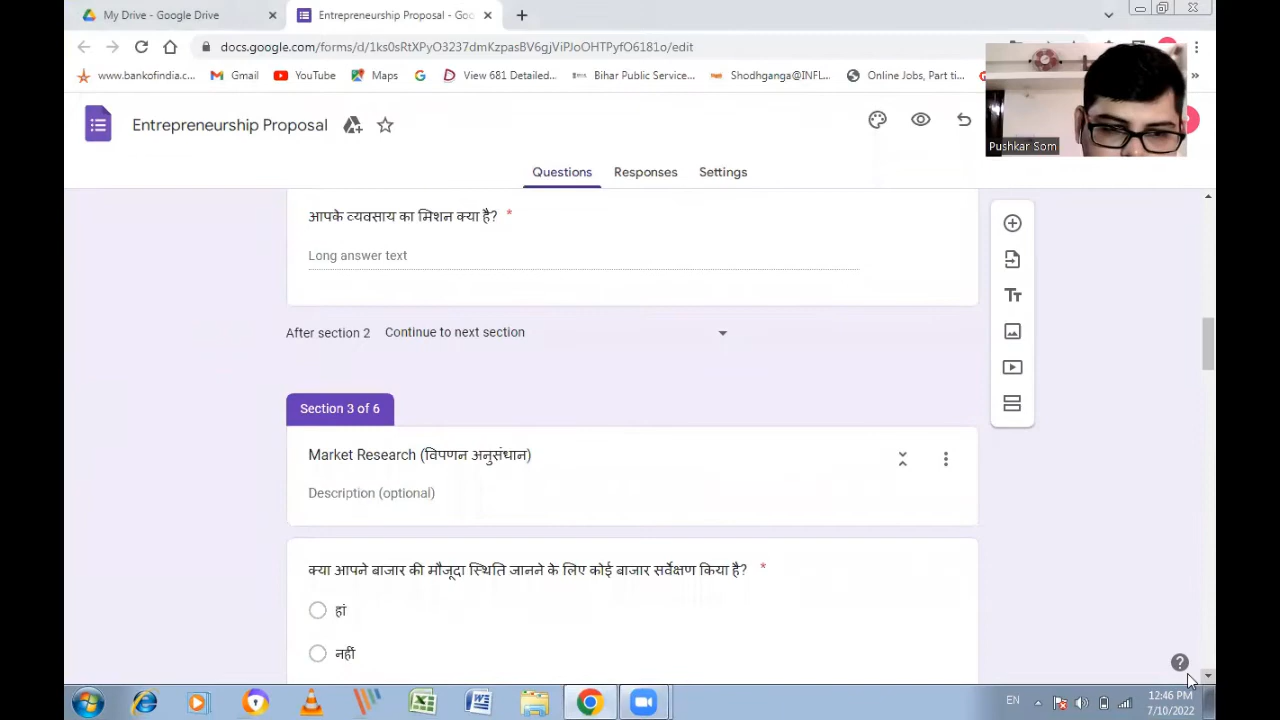 My Drive - Google Drive
Entrepreneurship Proposal - Goo
docs.google.com/forms/d/1ks0sRtXPyO3237dmKzpasBV6gjViPJoOHTPyfO6181o/edit
www.bankofindia.c... Gmail YouTube Maps View 681 Detailed... Bihar Public Service... Shodhganga@INFL... Online Jobs, Part ti... »
Entrepreneurship Proposal
Pushkar Som
Questions Responses Settings
आपके व्यवसाय का मिशन क्या है? *
Long answer text
After section 2 Continue to next section
Section 3 of 6
Market Research (विपणन अनुसंधान)
Description (optional)
क्या आपने बाजार की मौजूदा स्थिति जानने के लिए कोई बाजार सर्वेक्षण किया है? *
हां
नहीं
EN
12:46 PM
7/10/2022